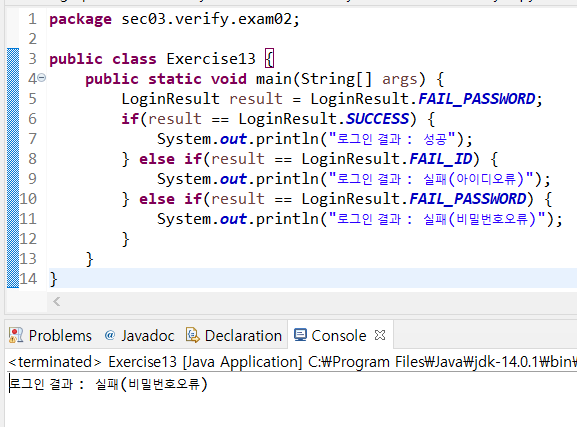 1 package sec03.verify.exam02;
2
3 public class Exercise13 {
4 public static void main(String[] args) {
5 LoginResult result = LoginResult.FAIL_PASSWORD;
6 if(result == LoginResult.SUCCESS) {
7 System.out.println("로그인 결과 : 성공");
8 } else if(result == LoginResult.FAIL_ID) {
9 System.out.println("로그인 결과 : 실패(아이디오류)");
10 } else if(result == LoginResult.FAIL_PASSWORD) {
11 System.out.println("로그인 결과 : 실패(비밀번호오류)");
12 }
13 }
14 }
Problems @ Javadoc Declaration Console
<terminated> Exercise13 [Java Application] C:₩Program Files₩Java₩jdk-14.0.1₩bin₩
로그인 결과 : 실패(비밀번호오류)